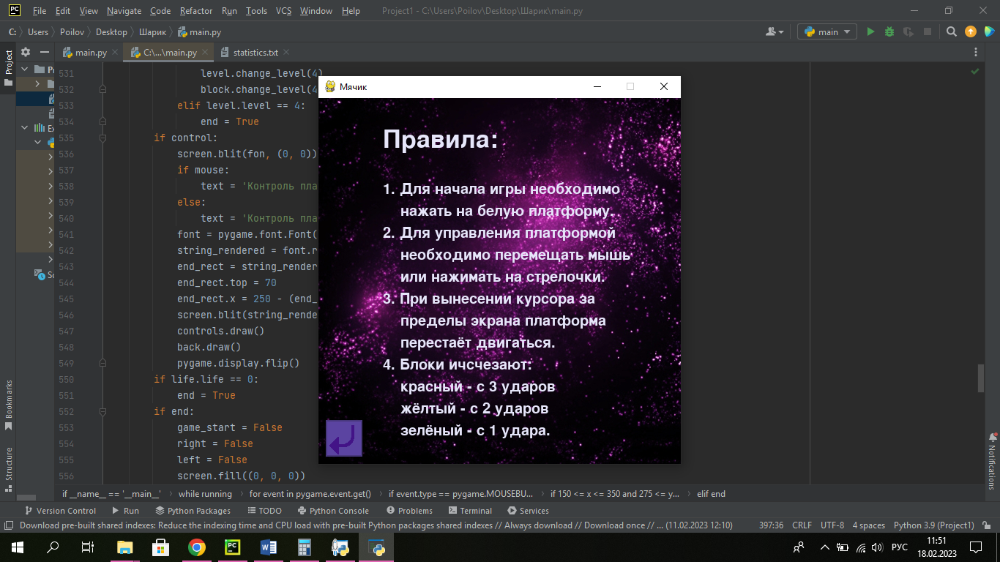 File Edit View Navigate Code Refactor Run Tools VCS Window Help Project1 - C:\Users\Poilov\Desktop\Шарик\main.py
C: Users Poilov Desktop Шарик main.py main
Project
main.py C:\...\main.py statistics.txt
531 level.change_level(4)
532 block.change_level(4
533 elif level.level == 4:
534 end = True
535 if control:
536 screen.blit(fon, (0, 0))
537 if mouse:
538 text = 'Контроль пла
539 else:
540 text = 'Контроль пла
541 font = pygame.font.Font(
542 string_rendered = font.r
543 end_rect = string_render
544 end_rect.top = 70
545 end_rect.x = 250 - (end_
546 screen.blit(string_rende
547 controls.draw()
548 back.draw()
549 pygame.display.flip()
550 if life.life == 0:
551 end = True
552 if end:
553 game_start = False
554 right = False
555 left = False
556 screen.fill((0, 0, 0))
Мячик
Правила:
1. Для начала игры необходимо
нажать на белую платформу.
2. Для управления платформой
необходимо перемещать мышь
или нажимать на стрелочки.
3. При вынесении курсора за
пределы экрана платформа
перестаёт двигаться.
4. Блоки ичсчезают:
красный - с 3 ударов
жёлтый - с 2 ударов
зелёный - с 1 удара.
Bookmarks
Structure
Notifications
if __name__ == '__main__' while running for event in pygame.event.get() if event.type == pygame.MOUSEBU... if 150 <= x <= 350 and 275 <= y... elif end
Version Control Run Python Packages TODO Python Console Problems Terminal Services
Download pre-built shared indexes: Reduce the indexing time and CPU load with pre-built Python packages shared indexes // Always download // Download once // ... (11.02.2023 12:10) 397:36 CRLF UTF-8 4 spaces Python 3.9 (Project1)
РУС
11:51
18.02.2023